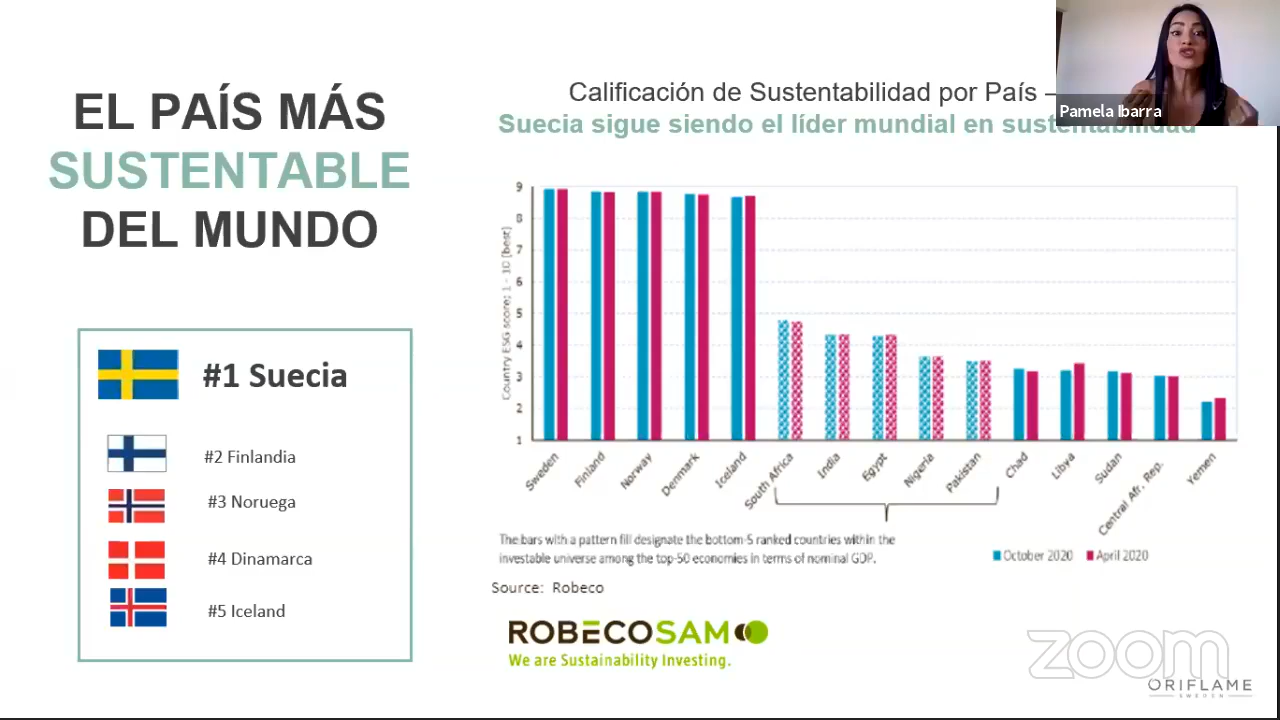 EL PAÍS MÁS
SUSTENTABLE
DEL MUNDO
#1 Suecia
#2 Finlandia
#3 Noruega
#4 Dinamarca
#5 Iceland
Calificación de Sustentabilidad por País –
Suecia sigue siendo el líder mundial en sustentabilidad
Pamela Ibarra
Country ESG score: 1 - 10 (best)
9
8
7
6
5
4
3
2
1
Sweden
Finland
Norway
Denmark
Iceland
South Africa
India
Egypt
Nigeria
Pakistan
Chad
Libya
Sudan
Central Afr. Rep.
Yemen
The bars with a pattern fill designate the bottom-5 ranked countries within the
investable universe among the top-50 economies in terms of nominal GDP.
October 2020 April 2020
Source: Robeco
ROBECOSAM
We are Sustainability Investing.
zoom
ORIFLAME
SWEDEN